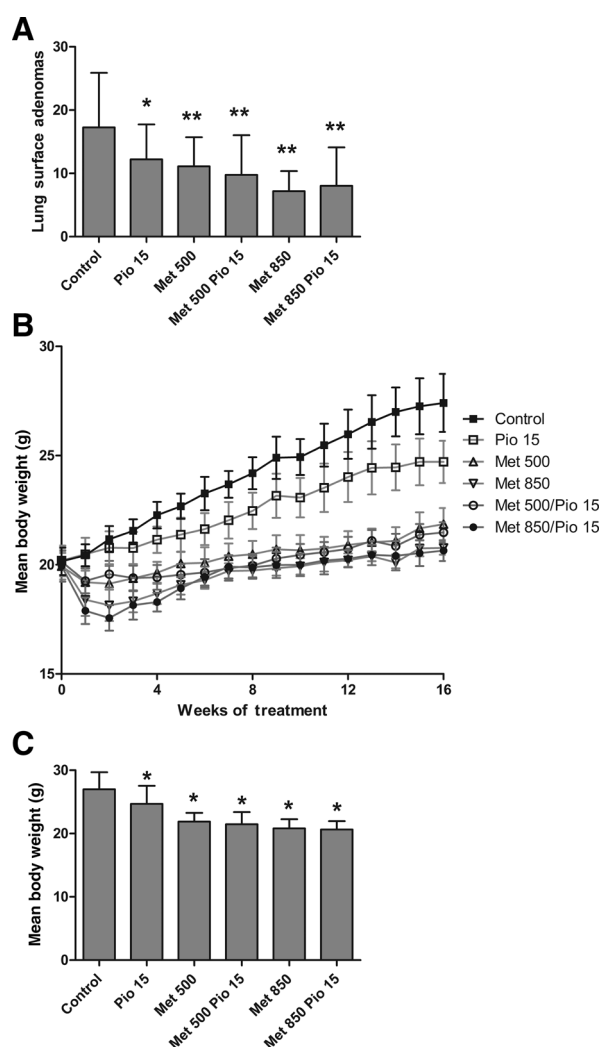 A
Lung surface adenomas
30
20
10
0
*
**
**
**
**
Control
Pio 15
Met 500
Met 500 Pio 15
Met 850
Met 850 Pio 15
B
Mean body weight (g)
30
25
20
15
0
4
8
12
16
Weeks of treatment
Control
Pio 15
Met 500
Met 850
Met 500/Pio 15
Met 850/Pio 15
C
Mean body weight (g)
30
20
10
0
*
*
*
*
*
Control
Pio 15
Met 500
Met 500 Pio 15
Met 850
Met 850 Pio 15